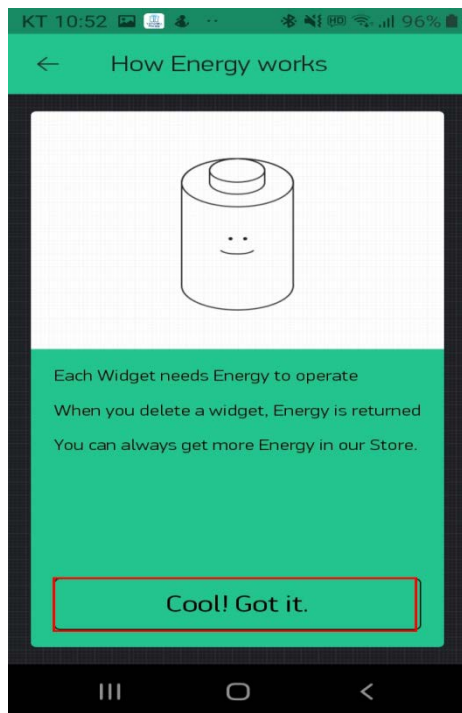 KT 10:52 96%
How Energy works
Each Widget needs Energy to operate
When you delete a widget, Energy is returned
You can always get more Energy in our Store.
Cool! Got it.